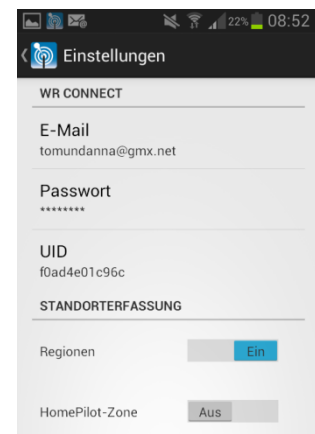 22% 08:52
Einstellungen
WR CONNECT
E-Mail
tomundanna@gmx.net
Passwort
********
UID
f0ad4e01c96c
STANDORTERFASSUNG
Regionen Ein
HomePilot-Zone Aus